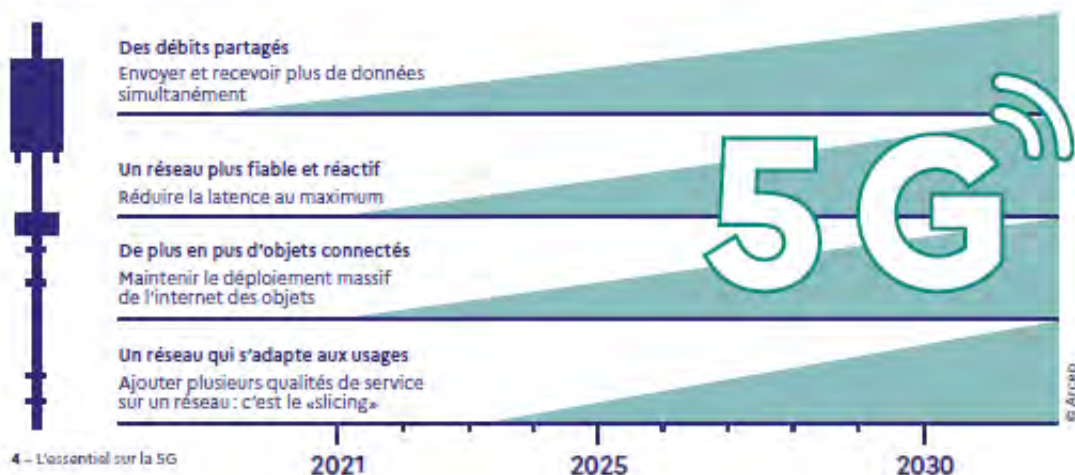 Des débits partagés
Envoyer et recevoir plus de données
simultanément
Un réseau plus fiable et réactif
Réduire la latence au maximum
De plus en pus d'objets connectés
Maintenir le déploiement massif
de l'internet des objets
Un réseau qui s'adapte aux usages
Ajouter plusieurs qualités de service
sur un réseau : c'est le «slicing»
5G
© Arcep
4 – L'essentiel sur la 5G
2021
2025
2030